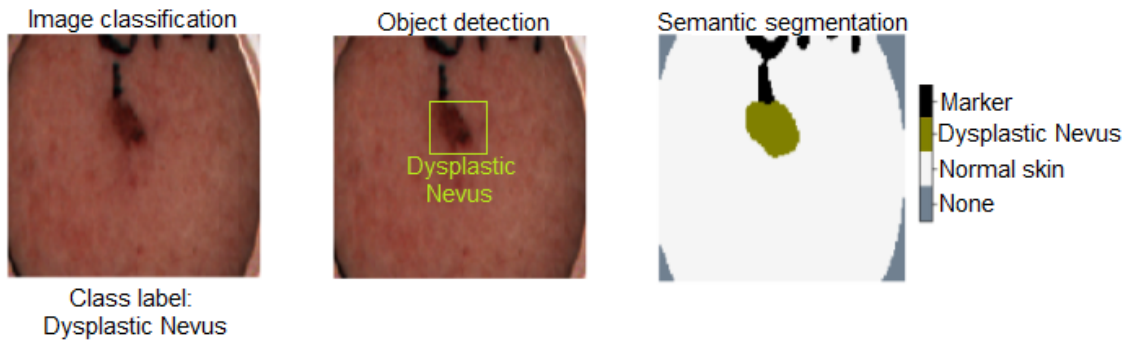 Image classification
Object detection
Semantic segmentation
Dysplastic
Nevus
Marker
Dysplastic Nevus
Normal skin
None
Class label:
Dysplastic Nevus